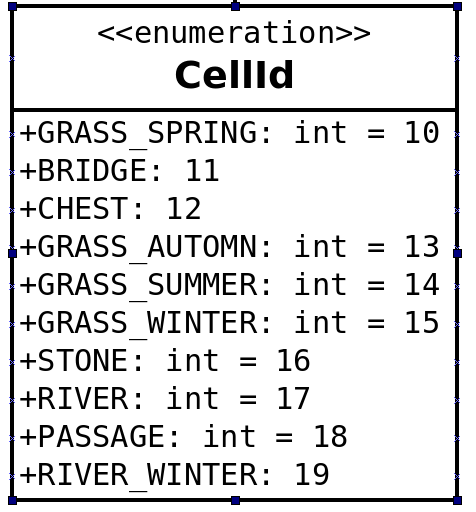 <<enumeration>>
CellId
+GRASS_SPRING: int = 10
+BRIDGE: 11
+CHEST: 12
+GRASS_AUTOMN: int = 13
+GRASS_SUMMER: int = 14
+GRASS_WINTER: int = 15
+STONE: int = 16
+RIVER: int = 17
+PASSAGE: int = 18
+RIVER_WINTER: 19